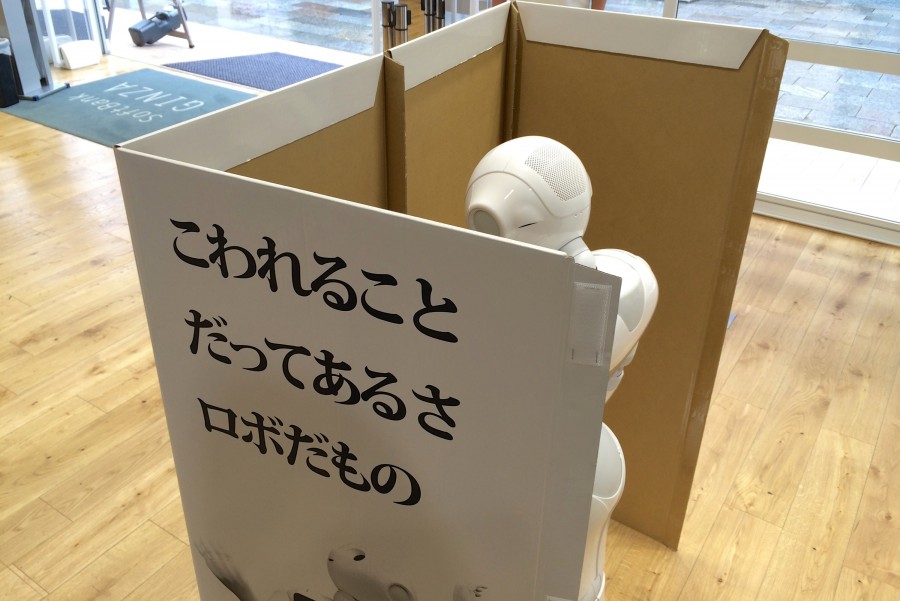 SoftBank
GINZA
こわれること
だってあるさ
ロボだもの